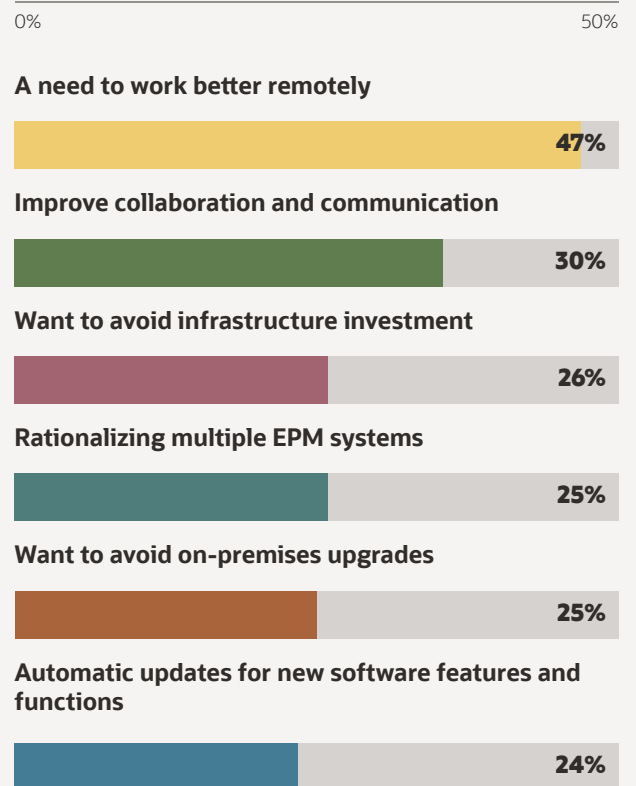 0% 50%
A need to work better remotely
47%
Improve collaboration and communication
30%
Want to avoid infrastructure investment
26%
Rationalizing multiple EPM systems
25%
Want to avoid on-premises upgrades
25%
Automatic updates for new software features and
functions
24%